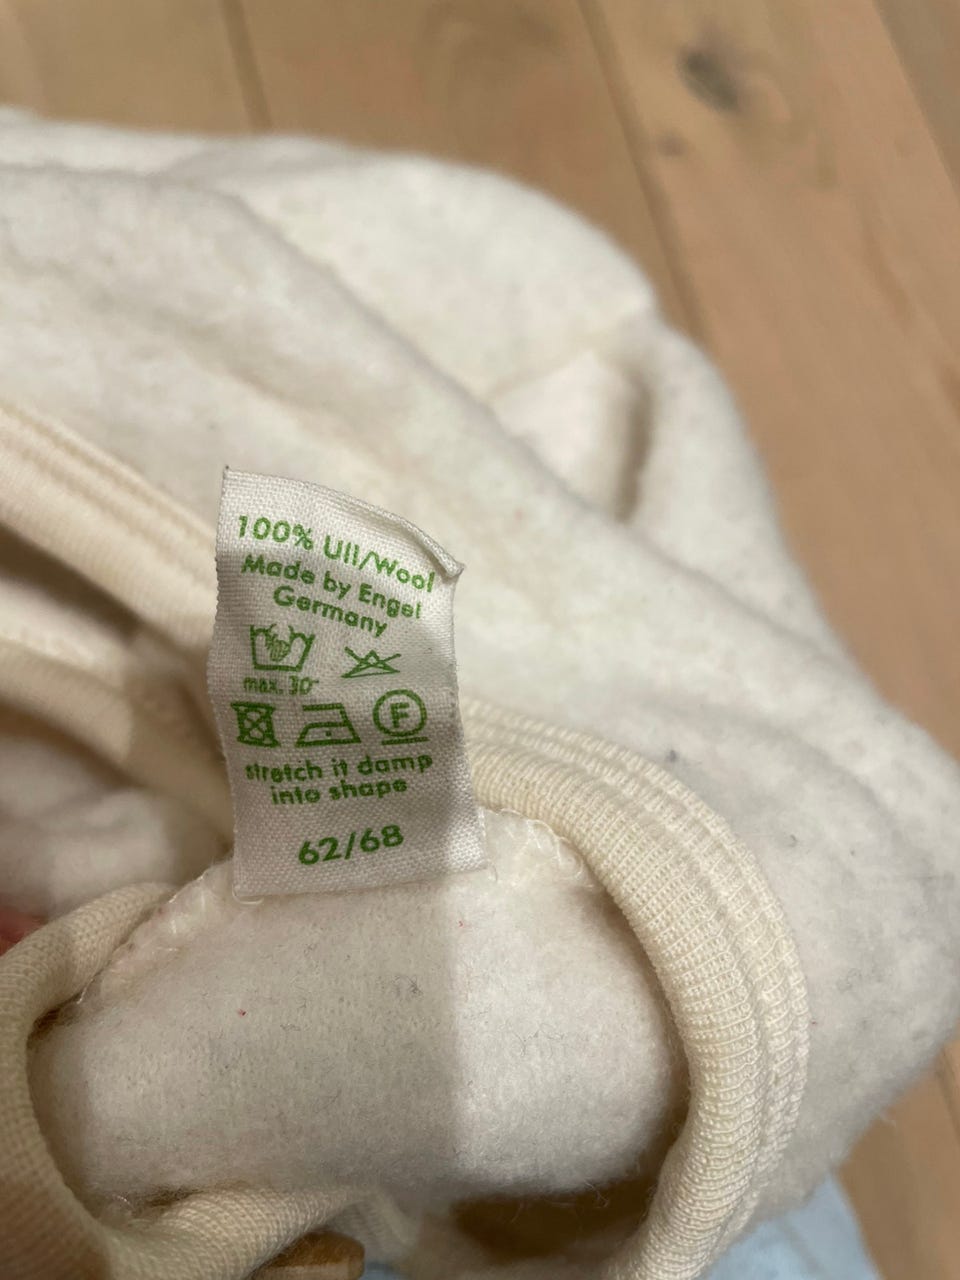 100% Ull/Wool
Made by Engel
Germany
max. 30°
F
stretch it damp
into shape
62/68